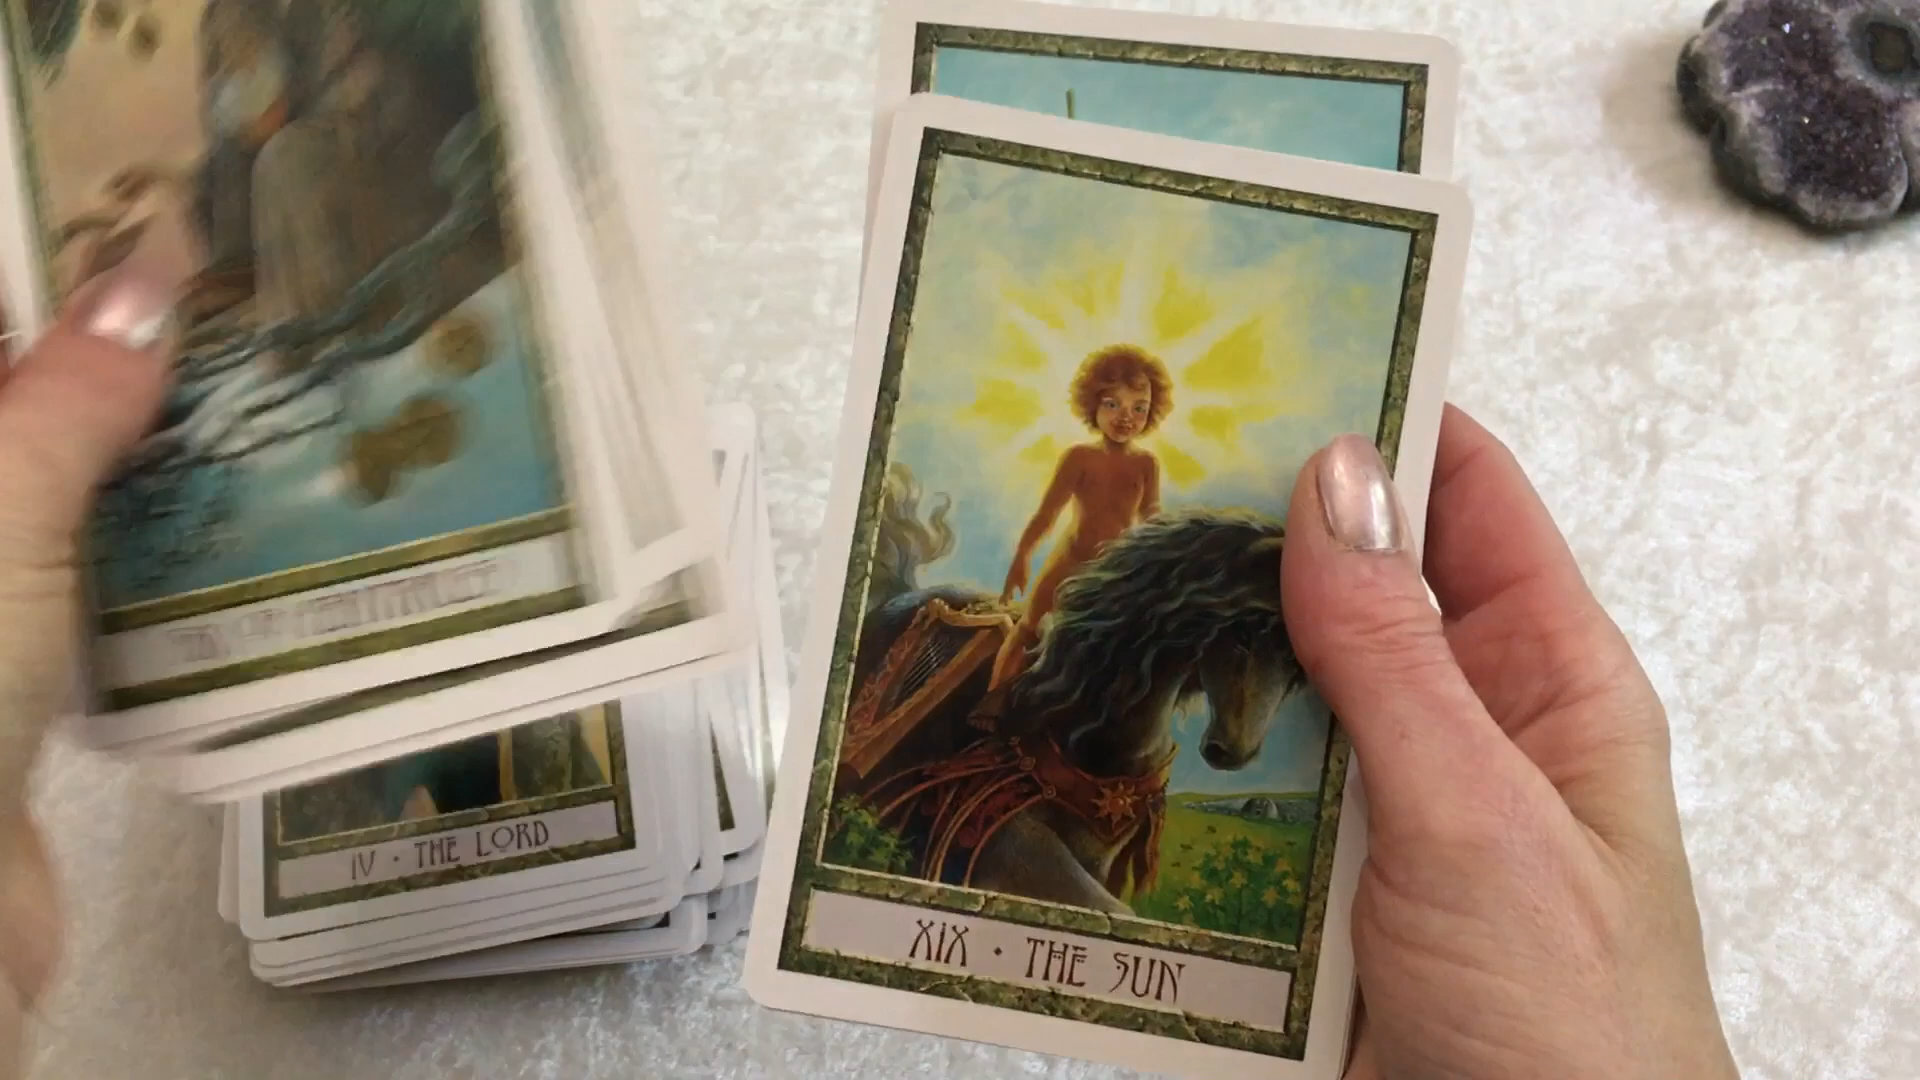 IV · THE LORD
XIX · THE SUN